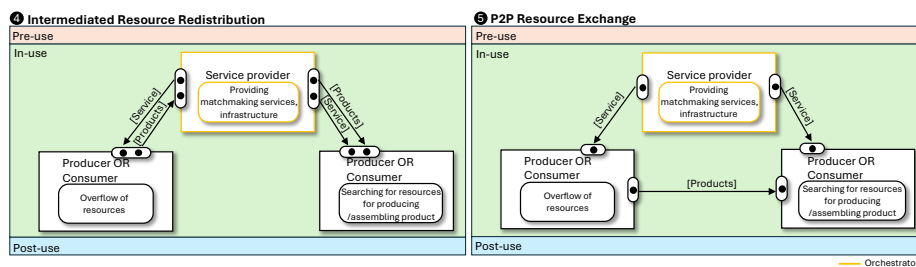 ❹ Intermediated Resource Redistribution
Pre-use
In-use
Service provider
Providing
matchmaking services,
infrastructure
[Service]
[Products]
[Products]
[Service]
Producer OR
Consumer
Overflow of
resources
Producer OR
Consumer
Searching for resources
for producing
/assembling product
Post-use
❺ P2P Resource Exchange
Pre-use
In-use
Service provider
Providing
matchmaking services,
infrastructure
[Service]
[Service]
Producer OR
Consumer
Overflow of
resources
[Products]
Producer OR
Consumer
Searching for resources
for producing
/assembling product
Post-use
Orchestrato